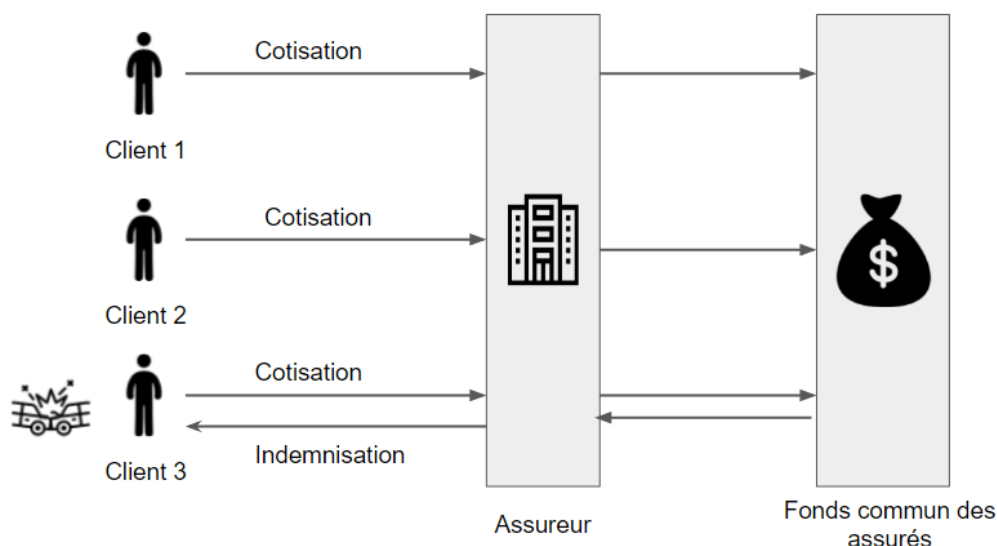 Cotisation
Client 1
Cotisation
Client 2
Cotisation
Indemnisation
Client 3
Assureur
Fonds commun des
assurés
$